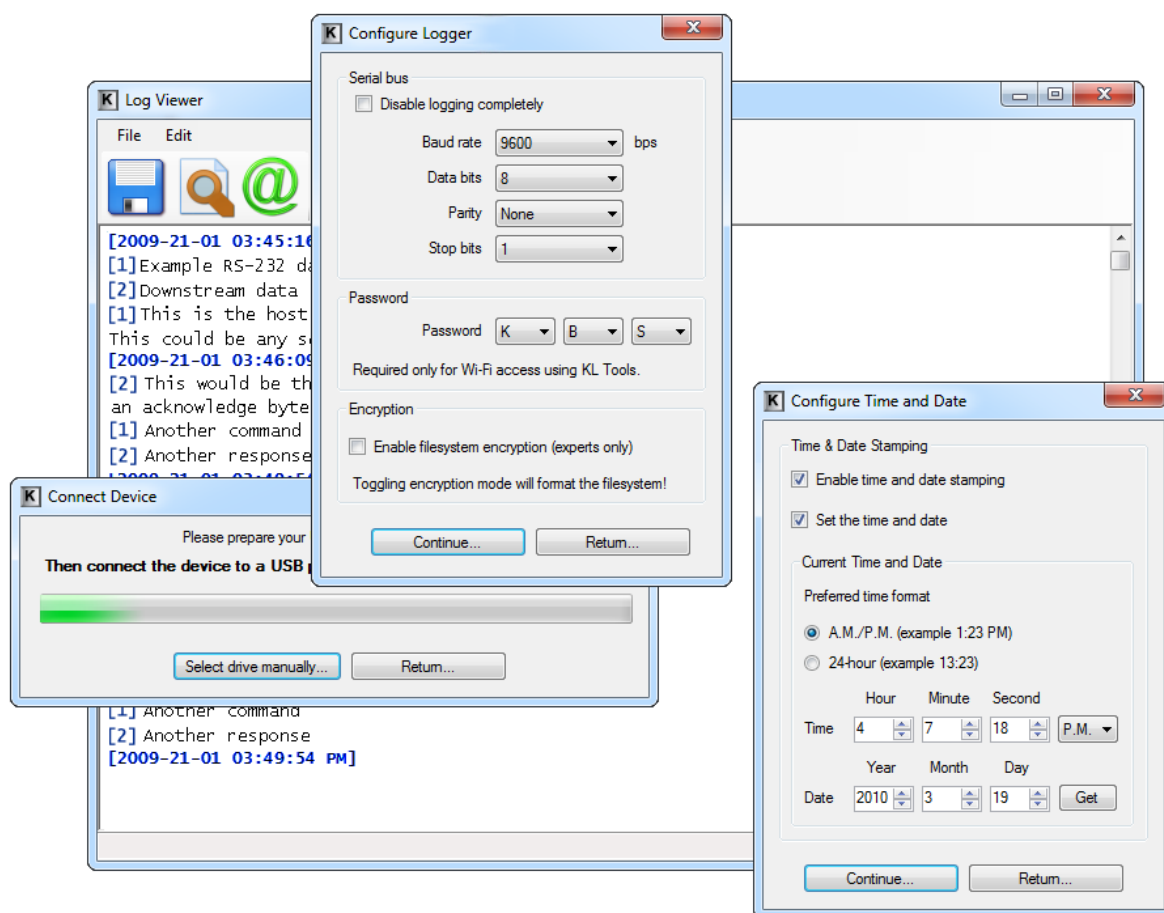 K Configure Logger
Serial bus
Disable logging completely
Baud rate 9600 bps
Data bits 8
Parity None
Stop bits 1
Password
Password K B S
Required only for Wi-Fi access using KL Tools.
Encryption
Enable filesystem encryption (experts only)
Toggling encryption mode will format the filesystem!
Continue... Return...
K Log Viewer
File Edit
@
[2009-21-01 03:45:16
[1]Example RS-232
[2]Downstream data
[1]This is the host
This could be any
[2009-21-01 03:46:09
[2] This would be
an acknowledge byte
[1] Another command
[2] Another response
[1] Another command
[2] Another response
[2009-21-01 03:49:54 PM]
K Connect Device
Please prepare your
Then connect the device to a USB
Select drive manually... Return...
K Configure Time and Date
Time & Date Stamping
Enable time and date stamping
Set the time and date
Current Time and Date
Preferred time format
A.M./P.M. (example 1:23 PM)
24-hour (example 13:23)
Hour Minute Second
Time 4 7 18 P.M.
Year Month Day
Date 2010 3 19 Get
Continue... Return...